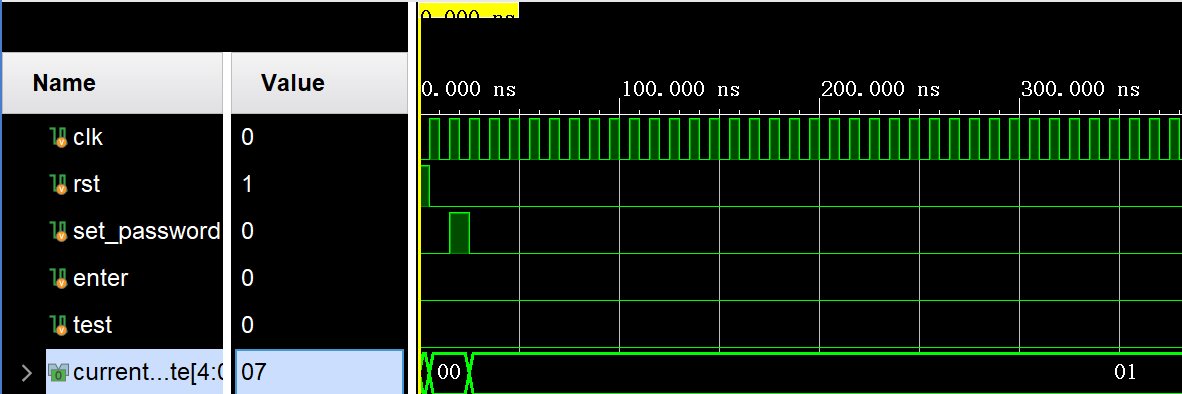 0.000 ns
Name Value
0.000 ns 100.000 ns 200.000 ns 300.000 ns
clk 0
rst 1
set_password 0
enter 0
test 0
current...te[4:0 07 00 01